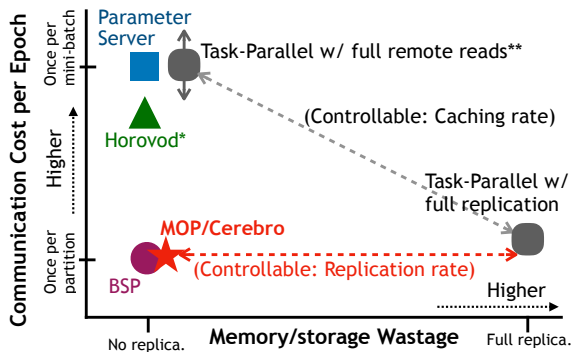 Communication Cost per Epoch
Once per
mini-batch
Higher
Once per
partition
Parameter
Server
Task-Parallel w/ full remote reads**
(Controllable: Caching rate)
Horovod*
Task-Parallel w/
full replication
MOP/Cerebro
(Controllable: Replication rate)
BSP
Higher
No replica.
Memory/storage Wastage
Full replica.